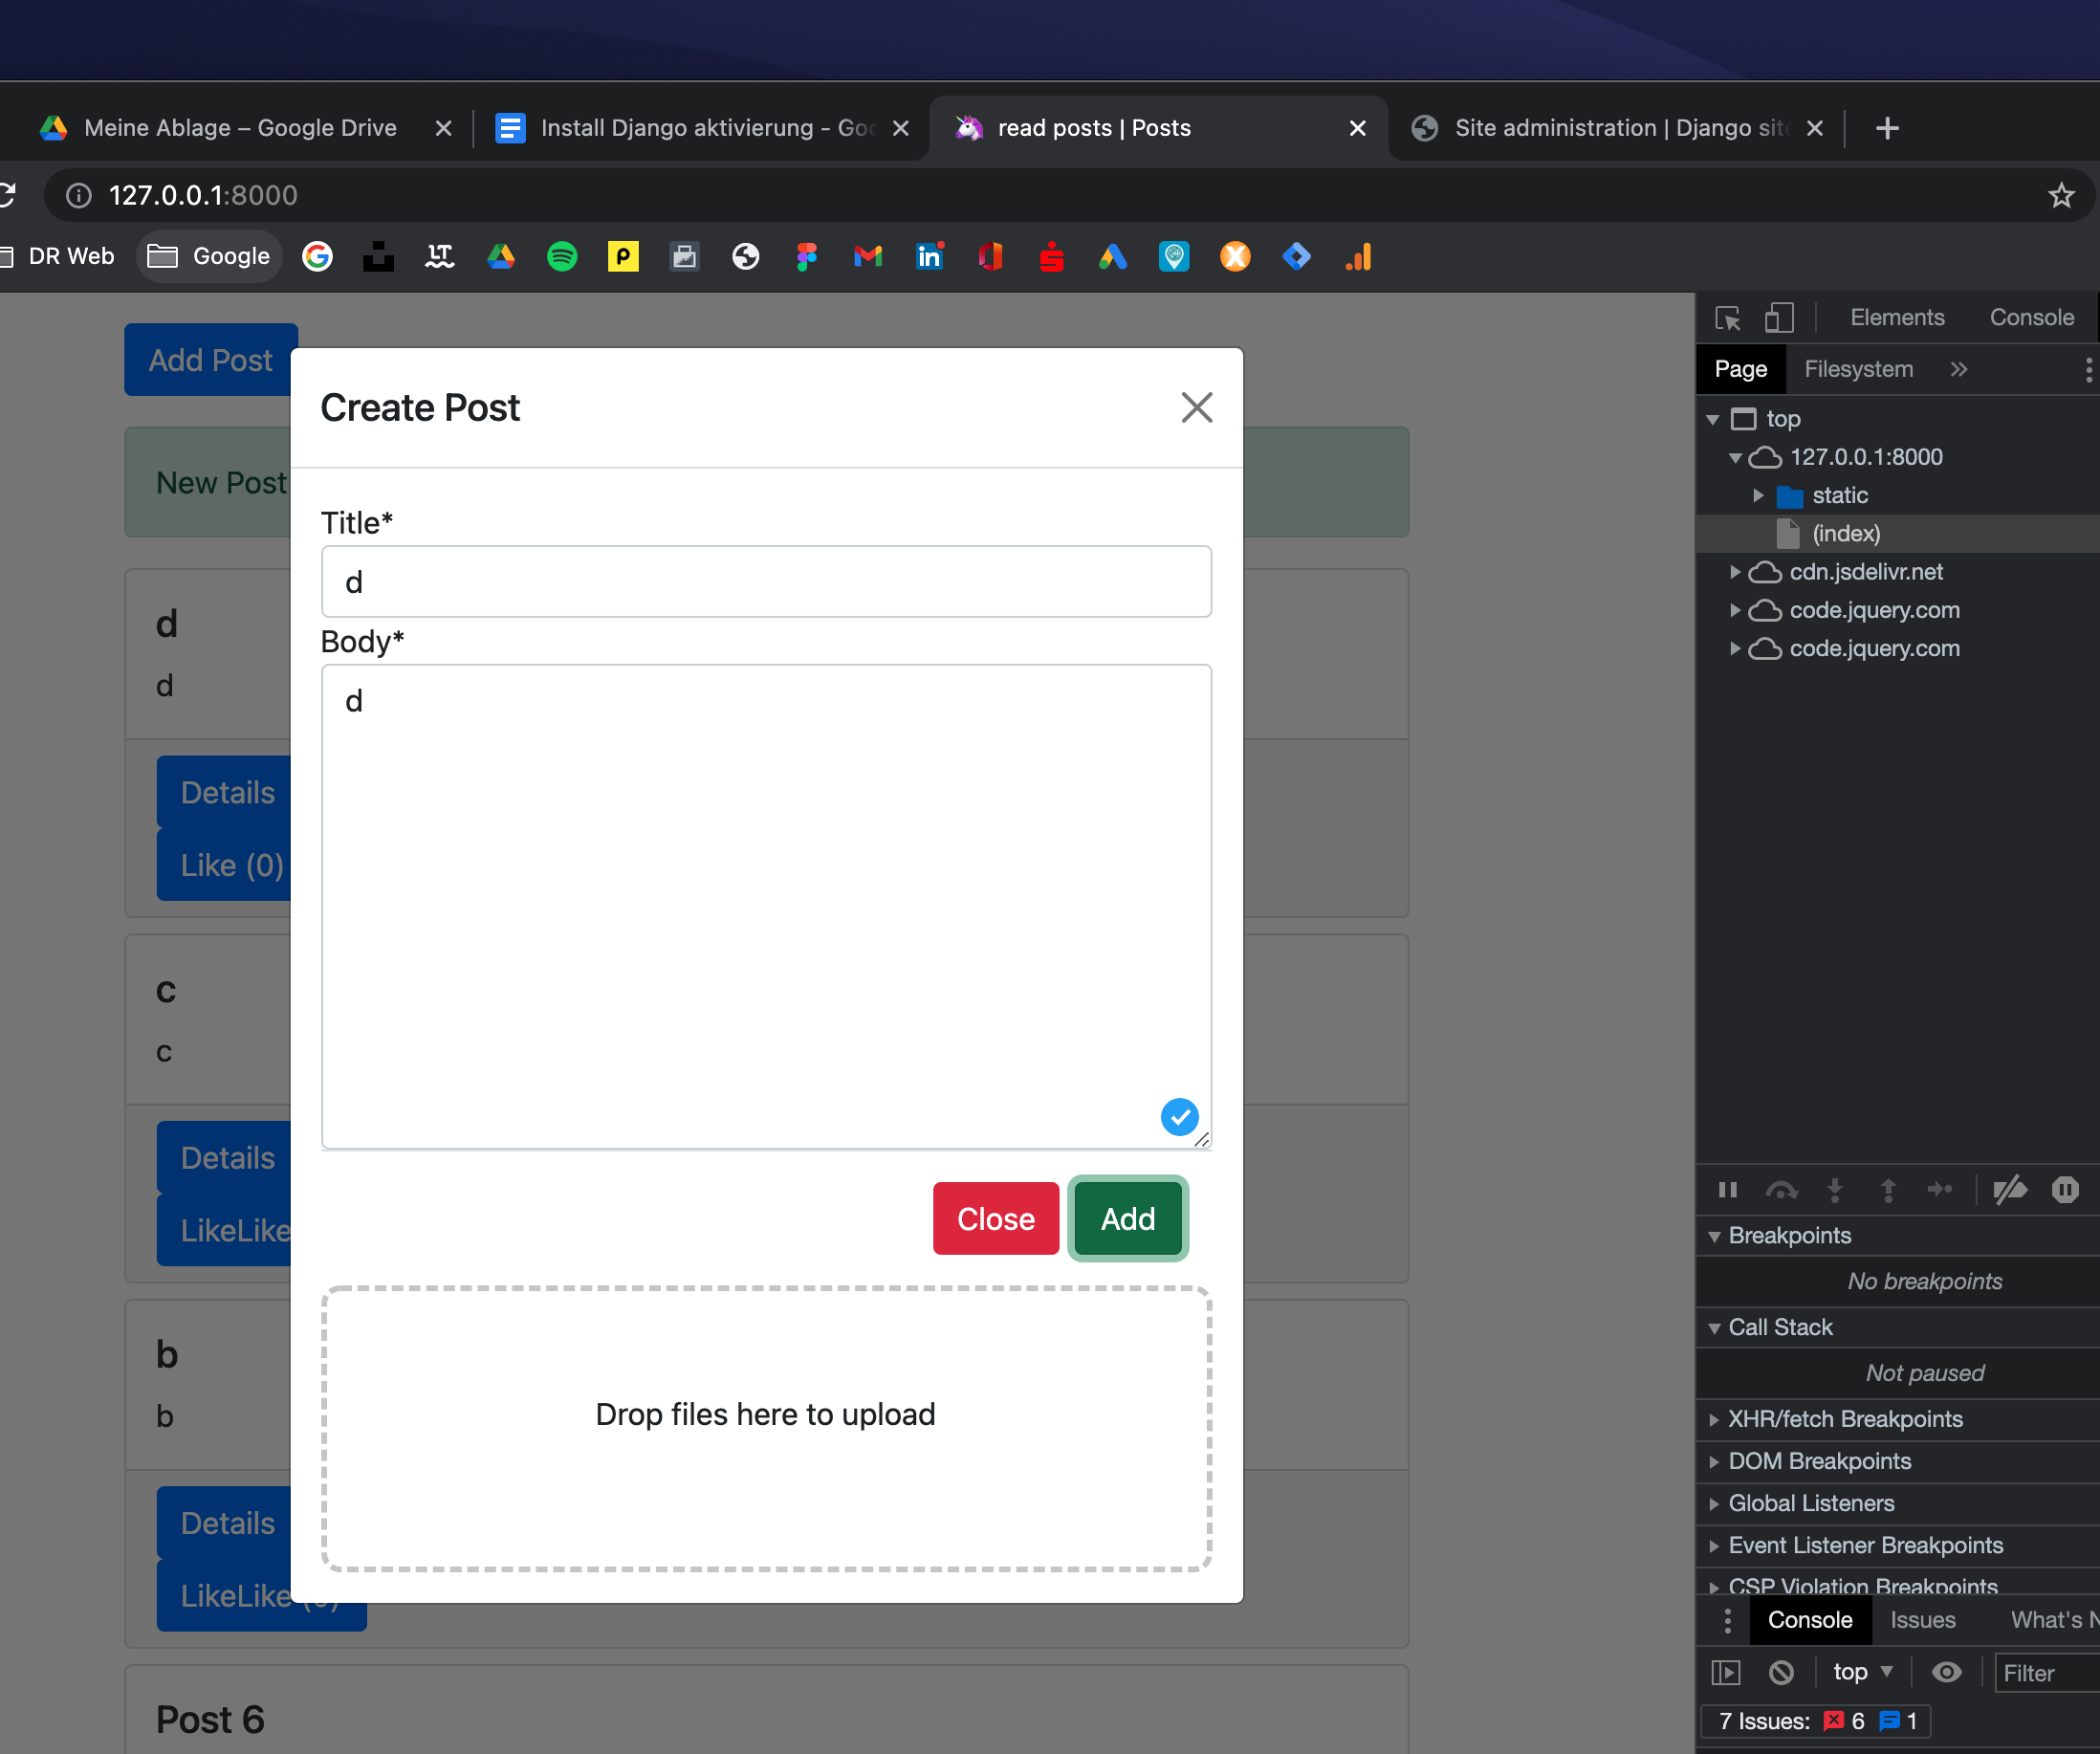 Meine Ablage – Google Drive
Install Django aktivierung - Goo
read posts | Posts
Site administration | Django site
127.0.0.1:8000
DR Web
Google
Elements
Console
Page
Filesystem
top
127.0.0.1:8000
static
(index)
cdn.jsdelivr.net
code.jquery.com
code.jquery.com
Add Post
New Post
d
d
Details
Like (0)
c
c
Details
LikeLike
b
b
Details
LikeLike
Post 6
Create Post
Title*
d
Body*
d
Close
Add
Drop files here to upload
Breakpoints
No breakpoints
Call Stack
Not paused
XHR/fetch Breakpoints
DOM Breakpoints
Global Listeners
Event Listener Breakpoints
CSP Violation Breakpoints
Console
Issues
What's N
top
Filter
7 Issues: 6 1